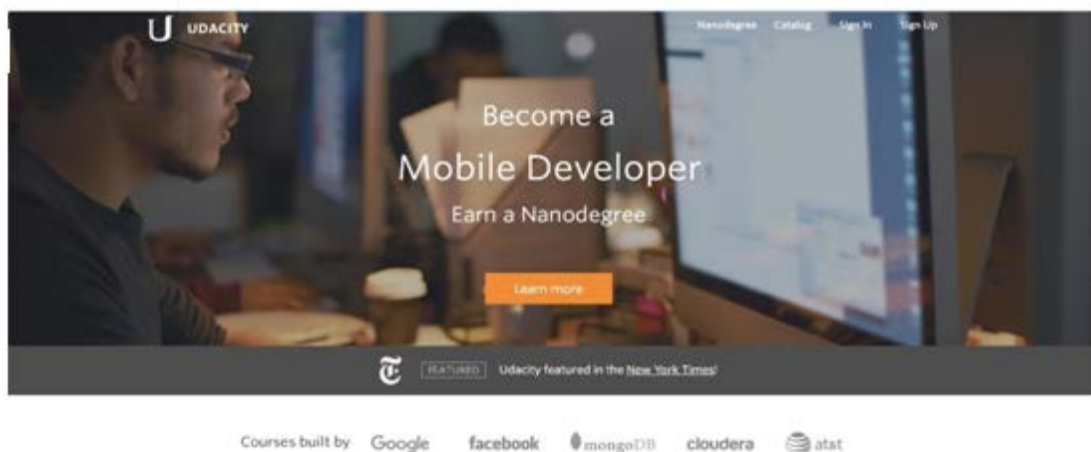 UDACITY
Nanodegree Catalog Sign In Sign Up
Become a
Mobile Developer
Earn a Nanodegree
Learn more
FEATURED Udacity featured in the New York Times!
Courses built by Google facebook mongoDB cloudera at&t